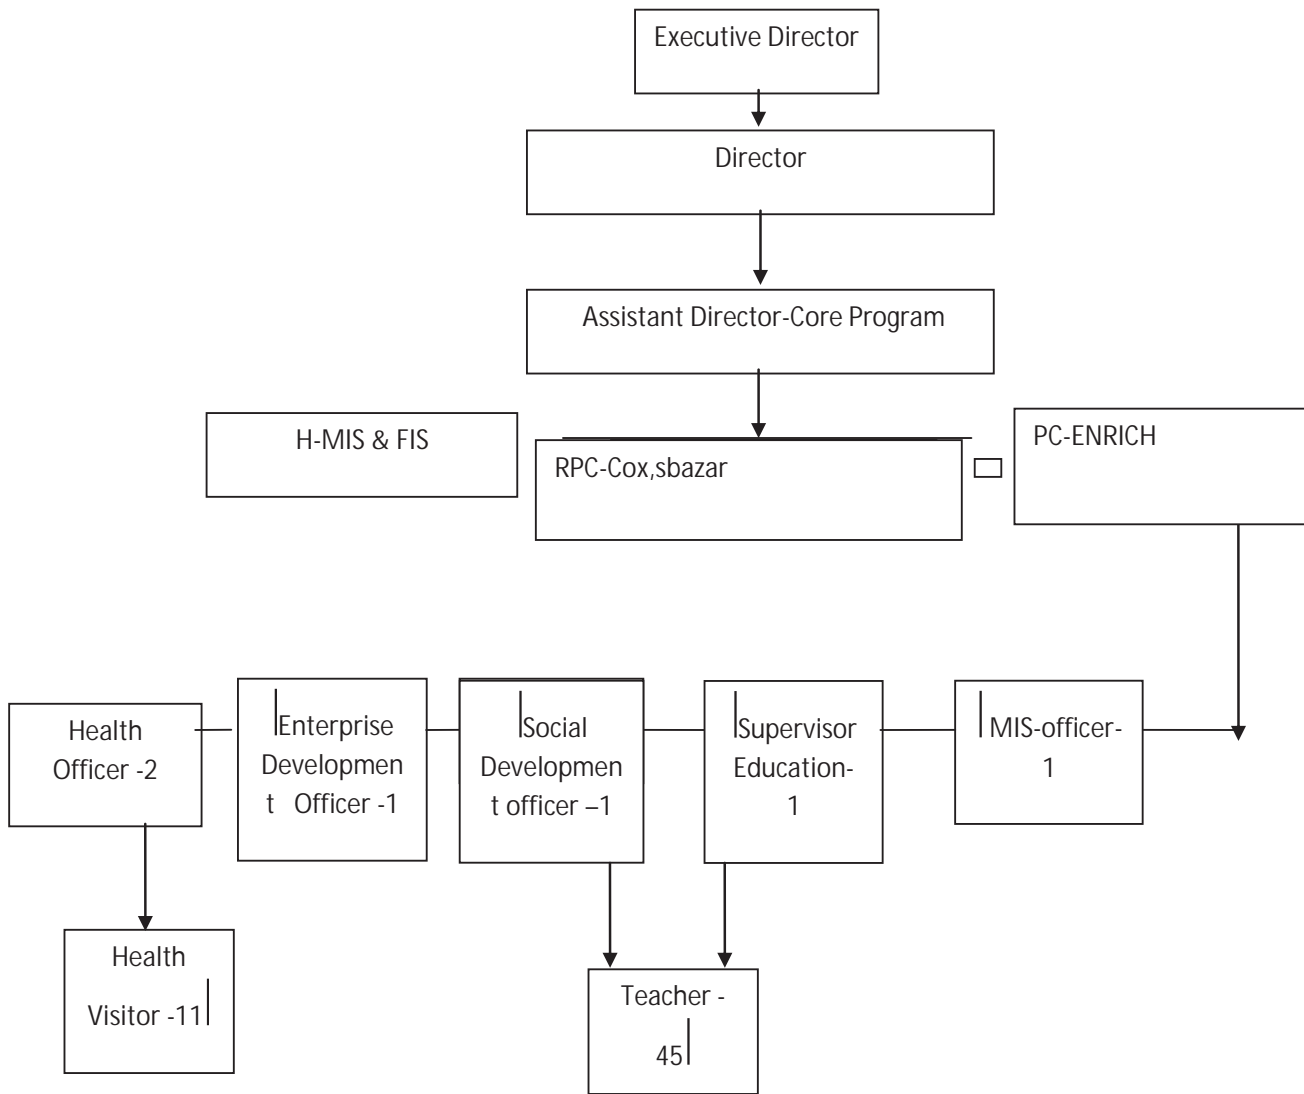 Executive Director
Director
Assistant Director-Core Program
H-MIS & FIS
RPC-Cox,sbazar
PC-ENRICH
Health
Officer -2
Enterprise
Developmen
t Officer -1
Social
Developmen
t officer –1
Supervisor
Education-
1
MIS-officer-
1
Health
Visitor -11
Teacher -
45